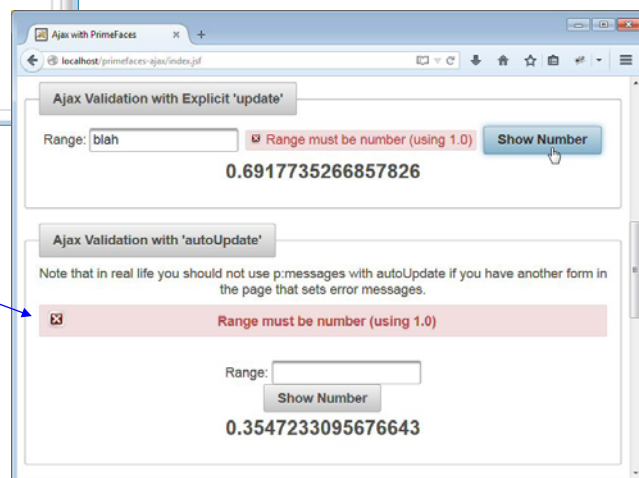 Ajax with PrimeFaces
localhost/primefaces-ajax/index.jsf
Ajax Validation with Explicit 'update'
Range: blah Range must be number (using 1.0) Show Number
0.6917735266857826
Ajax Validation with 'autoUpdate'
Note that in real life you should not use p:messages with autoUpdate if you have another form in
the page that sets error messages.
Range must be number (using 1.0)
Range:
Show Number
0.3547233095676643